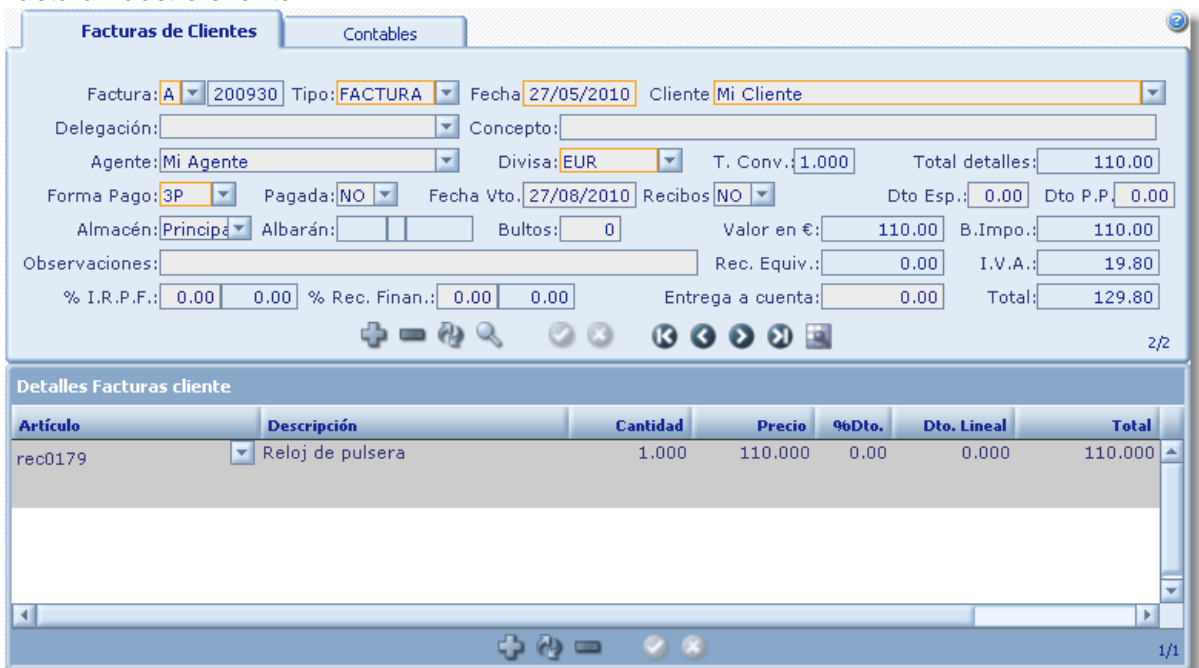 Facturas de Clientes Contables
Factura: A 200930 Tipo: FACTURA Fecha 27/05/2010 Cliente Mi Cliente
Delegación: Concepto:
Agente: Mi Agente Divisa: EUR T. Conv.: 1.000 Total detalles: 110.00
Forma Pago: 3P Pagada: NO Fecha Vto. 27/08/2010 Recibos NO Dto Esp.: 0.00 Dto P.P. 0.00
Almacén: Principa Albarán: Bultos: 0 Valor en €: 110.00 B.Impo.: 110.00
Observaciones: Rec. Equiv.: 0.00 I.V.A.: 19.80
% I.R.P.F.: 0.00 0.00 % Rec. Finan.: 0.00 0.00 Entrega a cuenta: 0.00 Total: 129.80
2/2
Detalles Facturas cliente
Artículo Descripción Cantidad Precio %Dto. Dto. Lineal Total
rec0179 Reloj de pulsera 1.000 110.000 0.00 0.000 110.000
1/1